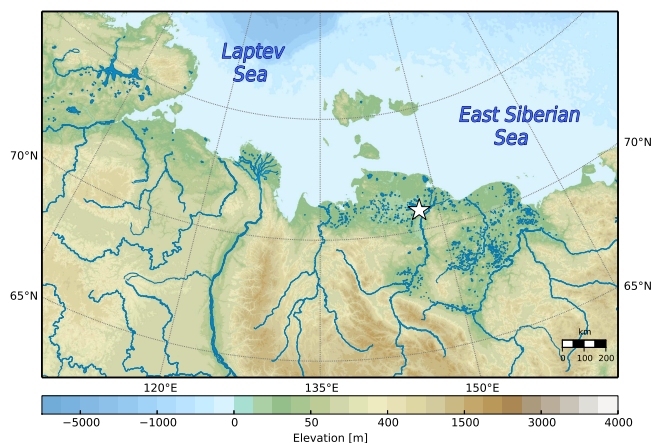 Laptev
Sea
East Siberian
Sea
70°N
70°N
65°N
65°N
km
0 100 200
120°E
135°E
150°E
−5000
−1000
0
50
400
1500
3000
4000
Elevation [m]